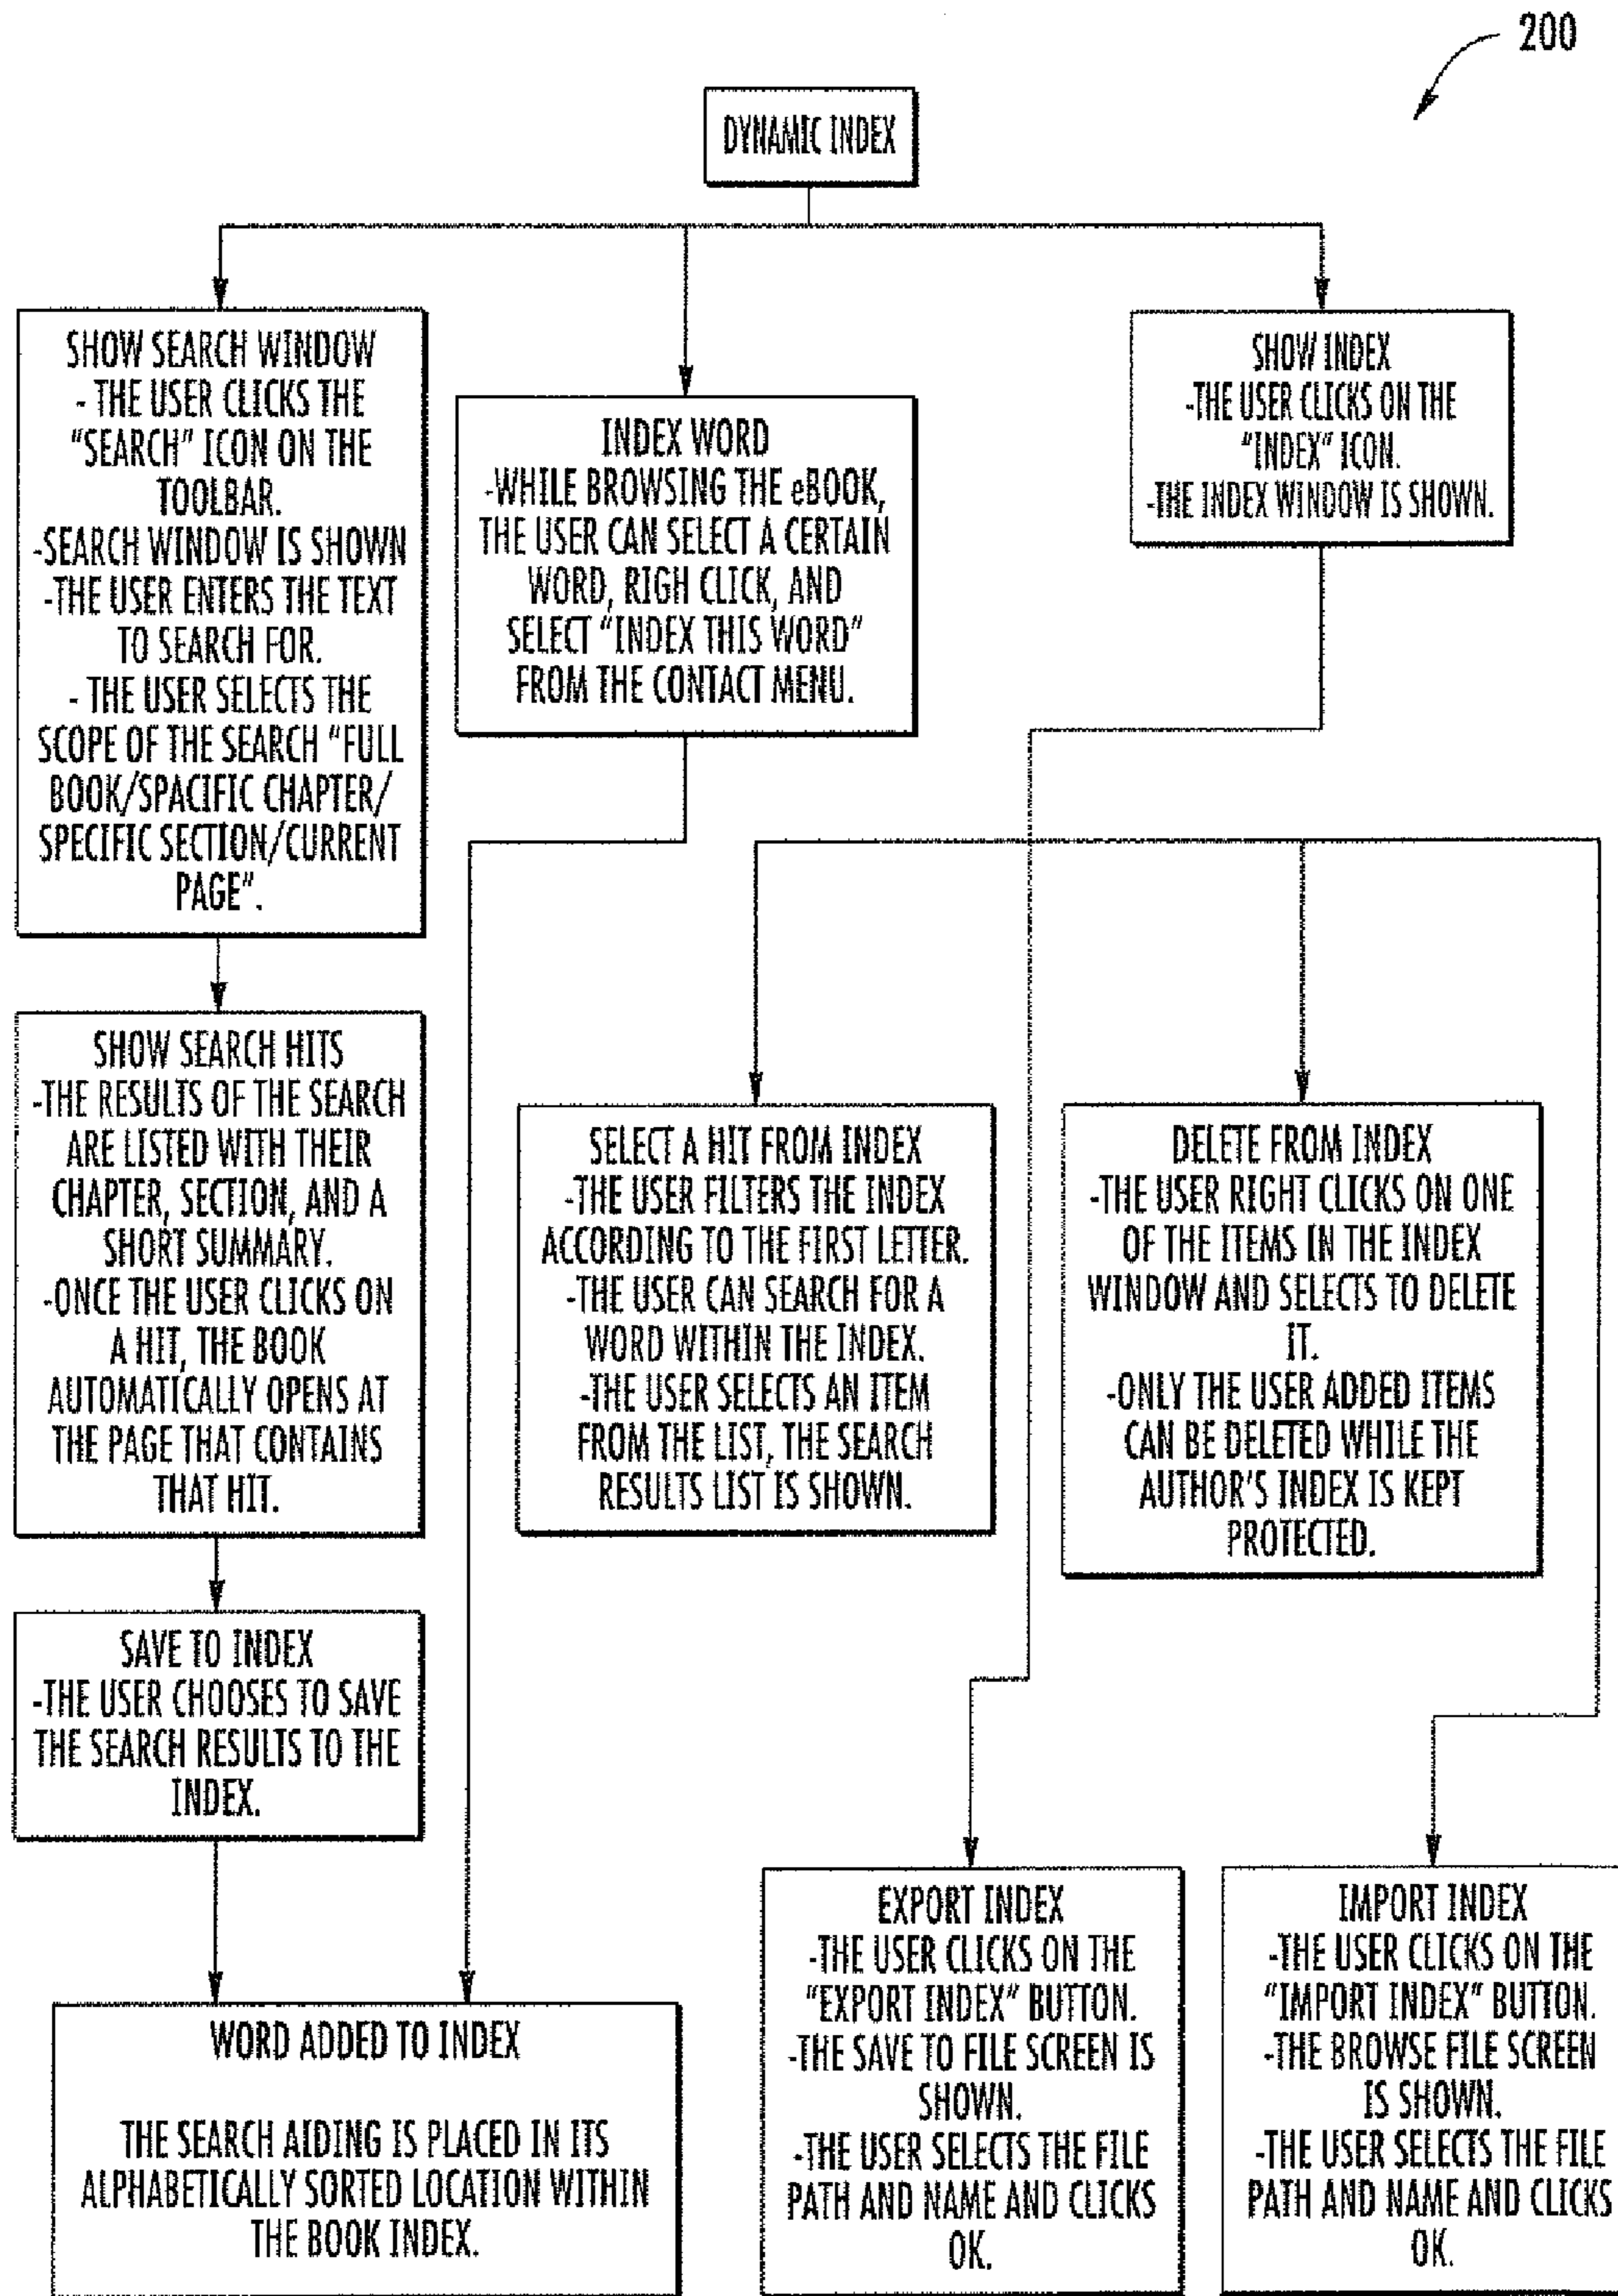 200
DYNAMIC INDEX
SHOW SEARCH WINDOW
- THE USER CLICKS THE
"SEARCH" ICON ON THE
TOOLBAR.
-SEARCH WINDOW IS SHOWN
-THE USER ENTERS THE TEXT
TO SEARCH FOR.
- THE USER SELECTS THE
SCOPE OF THE SEARCH "FULL
BOOK/SPACIFIC CHAPTER/
SPECIFIC SECTION/CURRENT
PAGE".
INDEX WORD
-WHILE BROWSING THE eBOOK,
THE USER CAN SELECT A CERTAIN
WORD, RIGH CLICK, AND
SELECT "INDEX THIS WORD"
FROM THE CONTACT MENU.
SHOW INDEX
-THE USER CLICKS ON THE
"INDEX" ICON.
-THE INDEX WINDOW IS SHOWN.
SHOW SEARCH HITS
-THE RESULTS OF THE SEARCH
ARE LISTED WITH THEIR
CHAPTER, SECTION, AND A
SHORT SUMMARY.
-ONCE THE USER CLICKS ON
A HIT, THE BOOK
AUTOMATICALLY OPENS AT
THE PAGE THAT CONTAINS
THAT HIT.
SELECT A HIT FROM INDEX
-THE USER FILTERS THE INDEX
ACCORDING TO THE FIRST LETTER.
-THE USER CAN SEARCH FOR A
WORD WITHIN THE INDEX.
-THE USER SELECTS AN ITEM
FROM THE LIST, THE SEARCH
RESULTS LIST IS SHOWN.
DELETE FROM INDEX
-THE USER RIGHT CLICKS ON ONE
OF THE ITEMS IN THE INDEX
WINDOW AND SELECTS TO DELETE
IT.
-ONLY THE USER ADDED ITEMS
CAN BE DELETED WHILE THE
AUTHOR'S INDEX IS KEPT
PROTECTED.
SAVE TO INDEX
-THE USER CHOOSES TO SAVE
THE SEARCH RESULTS TO THE
INDEX.
WORD ADDED TO INDEX
THE SEARCH AIDING IS PLACED IN ITS
ALPHABETICALLY SORTED LOCATION WITHIN
THE BOOK INDEX.
EXPORT INDEX
-THE USER CLICKS ON THE
"EXPORT INDEX" BUTTON.
-THE SAVE TO FILE SCREEN IS
SHOWN.
-THE USER SELECTS THE FILE
PATH AND NAME AND CLICKS
OK.
IMPORT INDEX
-THE USER CLICKS ON THE
"IMPORT INDEX" BUTTON.
-THE BROWSE FILE SCREEN
IS SHOWN.
-THE USER SELECTS THE FILE
PATH AND NAME AND CLICKS
OK.